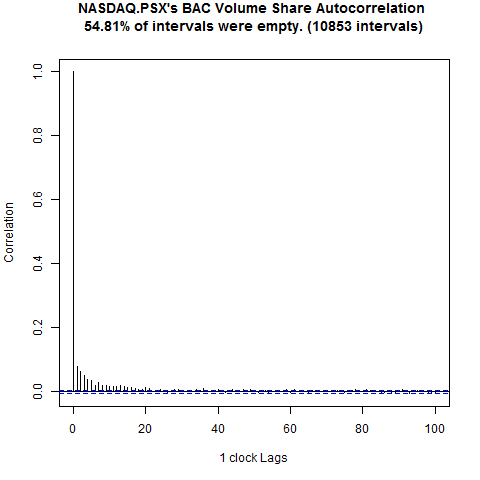 NASDAQ.PSX's BAC Volume Share Autocorrelation
54.81% of intervals were empty. (10853 intervals)
1.0
0.8
0.6
0.4
0.2
0.0
Correlation
0 20 40 60 80 100
1 clock Lags